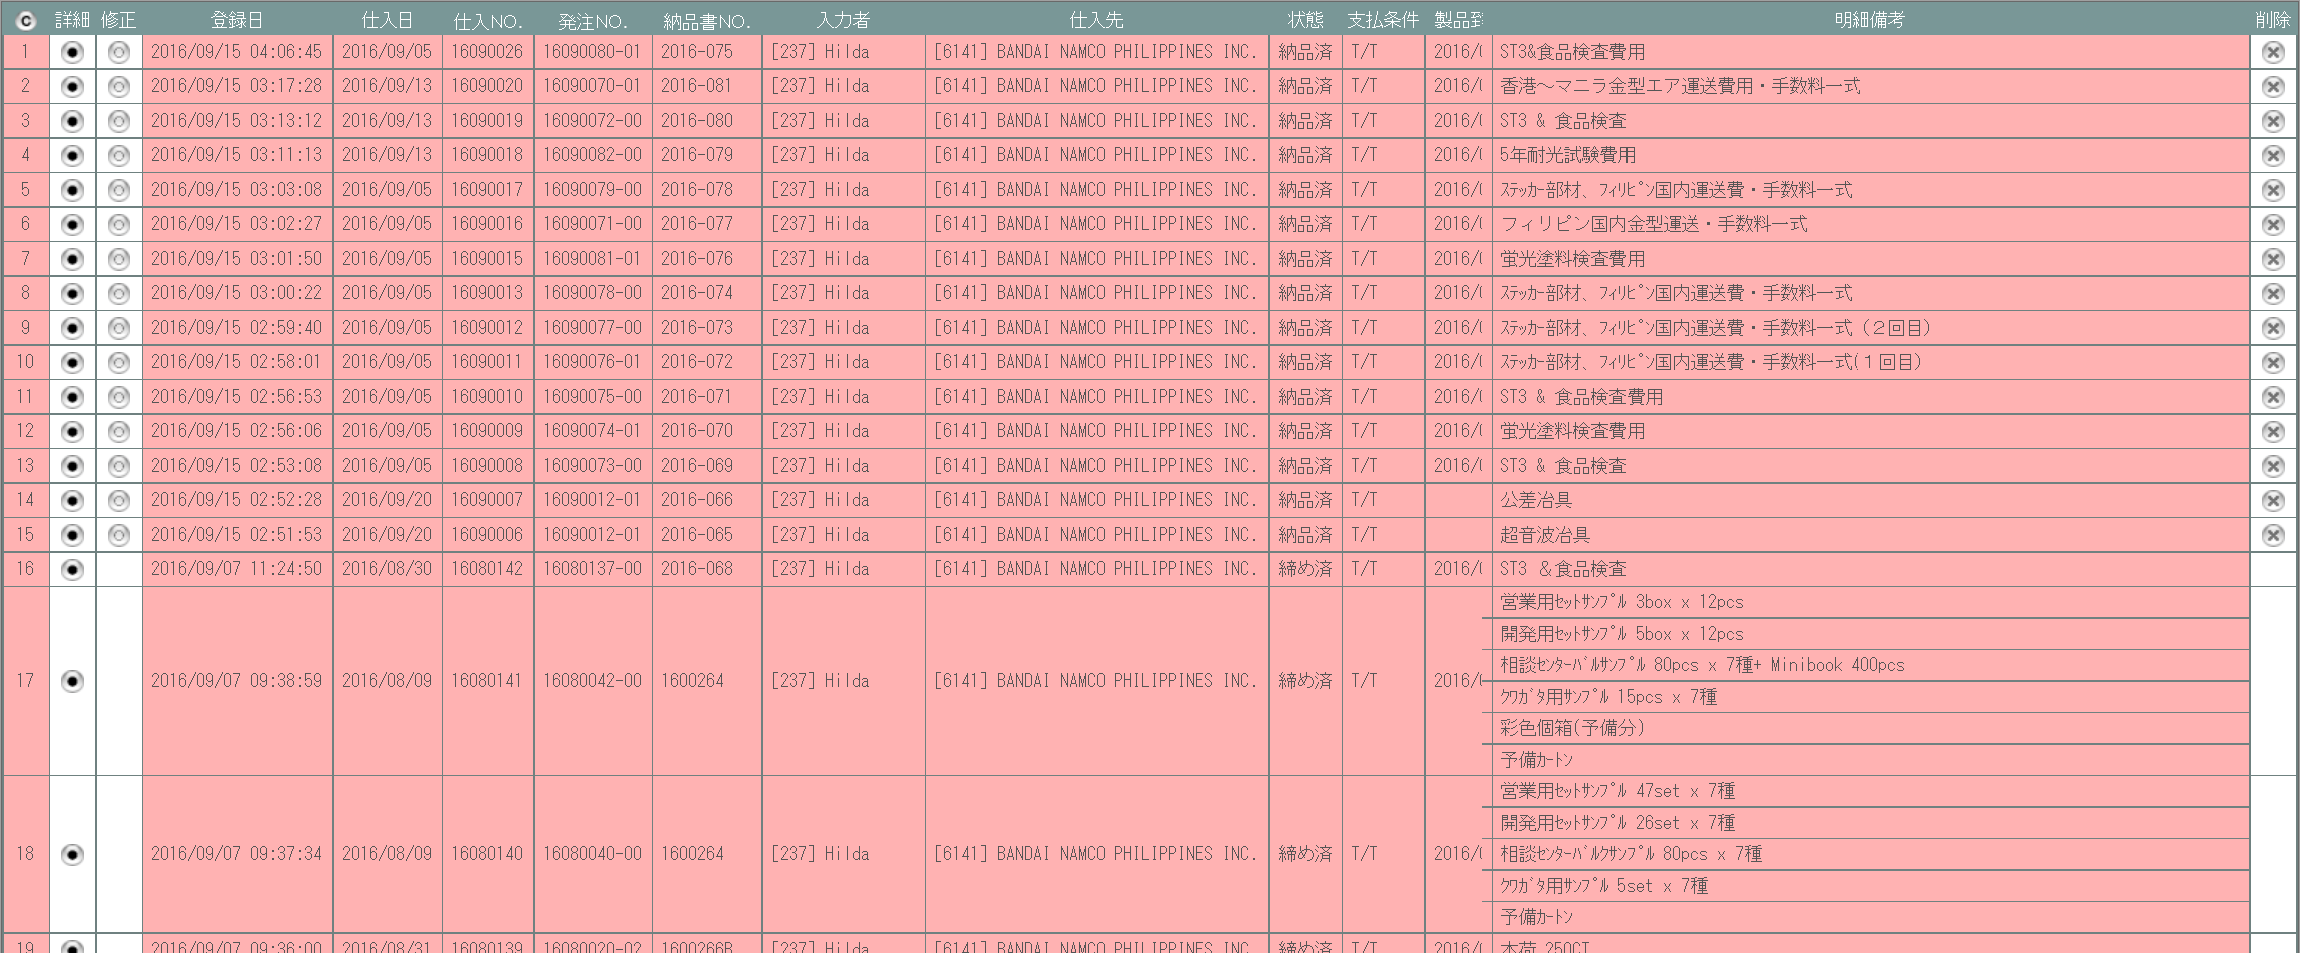 C 詳細 修正 登録日 仕入日 仕入NO. 発注NO. 納品書NO. 入力者 仕入先 状態 支払条件 製品 明細備考 削除
1 2016/09/15 04:06:45 2016/09/05 16090026 16090080-01 2016-075 [237] Hilda [6141] BANDAI NAMCO PHILIPPINES INC. 納品済 T/T 2016/ ST3&食品検査費用
2 2016/09/15 03:17:28 2016/09/13 16090020 16090070-01 2016-081 [237] Hilda [6141] BANDAI NAMCO PHILIPPINES INC. 納品済 T/T 2016/ 香港～マニラ金型エア運送費用・手数料一式
3 2016/09/15 03:13:12 2016/09/13 16090019 16090072-00 2016-080 [237] Hilda [6141] BANDAI NAMCO PHILIPPINES INC. 納品済 T/T 2016/ ST3 & 食品検査
4 2016/09/15 03:11:13 2016/09/13 16090018 16090082-00 2016-079 [237] Hilda [6141] BANDAI NAMCO PHILIPPINES INC. 納品済 T/T 2016/ 5年耐光試験費用
5 2016/09/15 03:03:08 2016/09/05 16090017 16090079-00 2016-078 [237] Hilda [6141] BANDAI NAMCO PHILIPPINES INC. 納品済 T/T 2016/ ｽﾃｯｶｰ部材、ﾌｨﾘﾋﾟﾝ国内運送費・手数料一式
6 2016/09/15 03:02:27 2016/09/05 16090016 16090071-00 2016-077 [237] Hilda [6141] BANDAI NAMCO PHILIPPINES INC. 納品済 T/T 2016/ フィリピン国内金型運送・手数料一式
7 2016/09/15 03:01:50 2016/09/05 16090015 16090081-01 2016-076 [237] Hilda [6141] BANDAI NAMCO PHILIPPINES INC. 納品済 T/T 2016/ 蛍光塗料検査費用
8 2016/09/15 03:00:22 2016/09/05 16090013 16090078-00 2016-074 [237] Hilda [6141] BANDAI NAMCO PHILIPPINES INC. 納品済 T/T 2016/ ｽﾃｯｶｰ部材、ﾌｨﾘﾋﾟﾝ国内運送費・手数料一式
9 2016/09/15 02:59:40 2016/09/05 16090012 16090077-00 2016-073 [237] Hilda [6141] BANDAI NAMCO PHILIPPINES INC. 納品済 T/T 2016/ ｽﾃｯｶｰ部材、ﾌｨﾘﾋﾟﾝ国内運送費・手数料一式（２回目）
10 2016/09/15 02:58:01 2016/09/05 16090011 16090076-01 2016-072 [237] Hilda [6141] BANDAI NAMCO PHILIPPINES INC. 納品済 T/T 2016/ ｽﾃｯｶｰ部材、ﾌｨﾘﾋﾟﾝ国内運送費・手数料一式(１回目）
11 2016/09/15 02:56:53 2016/09/05 16090010 16090075-00 2016-071 [237] Hilda [6141] BANDAI NAMCO PHILIPPINES INC. 納品済 T/T 2016/ ST3 & 食品検査費用
12 2016/09/15 02:56:06 2016/09/05 16090009 16090074-01 2016-070 [237] Hilda [6141] BANDAI NAMCO PHILIPPINES INC. 納品済 T/T 2016/ 蛍光塗料検査費用
13 2016/09/15 02:53:08 2016/09/05 16090008 16090073-00 2016-069 [237] Hilda [6141] BANDAI NAMCO PHILIPPINES INC. 納品済 T/T 2016/ ST3 & 食品検査
14 2016/09/15 02:52:28 2016/09/20 16090007 16090012-01 2016-066 [237] Hilda [6141] BANDAI NAMCO PHILIPPINES INC. 納品済 T/T 公差冶具
15 2016/09/15 02:51:53 2016/09/20 16090006 16090012-01 2016-065 [237] Hilda [6141] BANDAI NAMCO PHILIPPINES INC. 納品済 T/T 超音波冶具
16 2016/09/07 11:24:50 2016/08/30 16080142 16080137-00 2016-068 [237] Hilda [6141] BANDAI NAMCO PHILIPPINES INC. 締め済 T/T 2016/ ST3 ＆食品検査
営業用ｾｯﾄｻﾝﾌﾟﾙ 3box x 12pcs
開発用ｾｯﾄｻﾝﾌﾟﾙ 5box x 12pcs
相談ｾﾝﾀｰﾊﾞﾙｻﾝﾌﾟﾙ 80pcs x 7種+ Minibook 400pcs
17 2016/09/07 09:38:59 2016/08/09 16080141 16080042-00 1600264 [237] Hilda [6141] BANDAI NAMCO PHILIPPINES INC. 締め済 T/T 2016/
ｸﾜｶﾞﾀ用ｻﾝﾌﾟﾙ 15pcs x 7種
彩色個箱(予備分)
予備ｶｰﾄﾝ
営業用ｾｯﾄｻﾝﾌﾟﾙ 47set x 7種
開発用ｾｯﾄｻﾝﾌﾟﾙ 26set x 7種
18 2016/09/07 09:37:34 2016/08/09 16080140 16080040-00 1600264 [237] Hilda [6141] BANDAI NAMCO PHILIPPINES INC. 締め済 T/T 2016/ 相談ｾﾝﾀｰﾊﾞﾙｸｻﾝﾌﾟﾙ 80pcs x 7種
ｸﾜｶﾞﾀ用ｻﾝﾌﾟﾙ 5set x 7種
予備ｶｰﾄﾝ
19 2016/09/07 09:36:00 2016/08/31 16080139 16080020-02 1600266B [237] Hilda [6141] BANDAI NAMCO PHILIPPINES INC. 締め済 T/T 2016/ 本荷 250CT